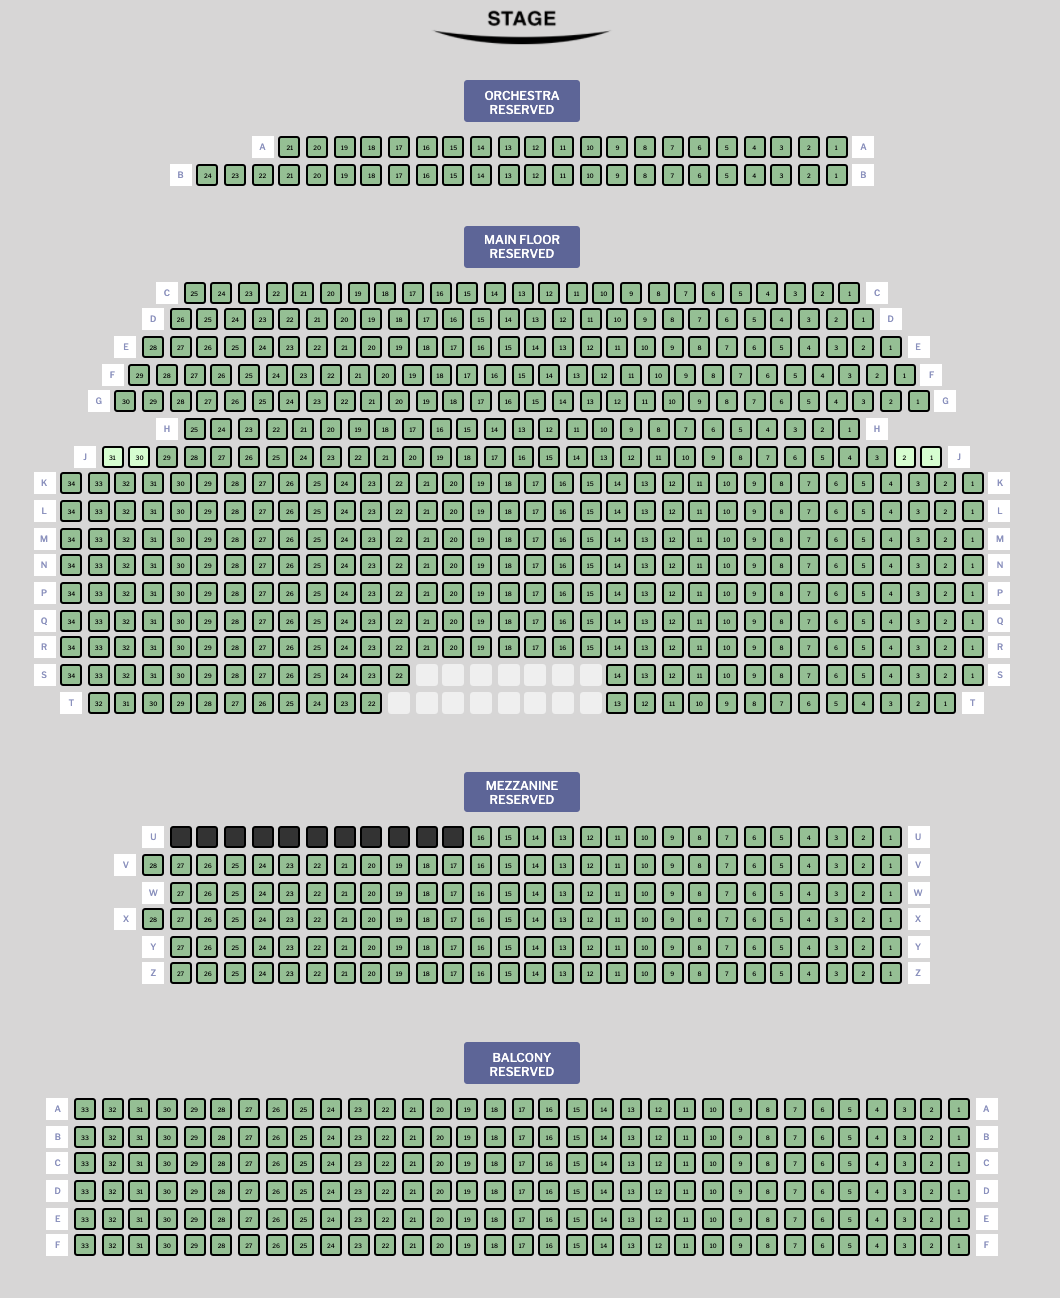 STAGE
ORCHESTRA
RESERVED
A 21 20 19 18 17 16 15 14 13 12 11 10 9 8 7 6 5 4 3 2 1 A
B 24 23 22 21 20 19 18 17 16 15 14 13 12 11 10 9 8 7 6 5 4 3 2 1 B
MAIN FLOOR
RESERVED
C 25 24 23 22 21 20 19 18 17 16 15 14 13 12 11 10 9 8 7 6 5 4 3 2 1 C
D 26 25 24 23 22 21 20 19 18 17 16 15 14 13 12 11 10 9 8 7 6 5 4 3 2 1 D
E 28 27 26 25 24 23 22 21 20 19 18 17 16 15 14 13 12 11 10 9 8 7 6 5 4 3 2 1 E
F 29 28 27 26 25 24 23 22 21 20 19 18 17 16 15 14 13 12 11 10 9 8 7 6 5 4 3 2 1 F
G 30 29 28 27 26 25 24 23 22 21 20 19 18 17 16 15 14 13 12 11 10 9 8 7 6 5 4 3 2 1 G
H 25 24 23 22 21 20 19 18 17 16 15 14 13 12 11 10 9 8 7 6 5 4 3 2 1 H
J 31 30 29 28 27 26 25 24 23 22 21 20 19 18 17 16 15 14 13 12 11 10 9 8 7 6 5 4 3 2 1 J
K 34 33 32 31 30 29 28 27 26 25 24 23 22 21 20 19 18 17 16 15 14 13 12 11 10 9 8 7 6 5 4 3 2 1 K
L 34 33 32 31 30 29 28 27 26 25 24 23 22 21 20 19 18 17 16 15 14 13 12 11 10 9 8 7 6 5 4 3 2 1 L
M 34 33 32 31 30 29 28 27 26 25 24 23 22 21 20 19 18 17 16 15 14 13 12 11 10 9 8 7 6 5 4 3 2 1 M
N 34 33 32 31 30 29 28 27 26 25 24 23 22 21 20 19 18 17 16 15 14 13 12 11 10 9 8 7 6 5 4 3 2 1 N
P 34 33 32 31 30 29 28 27 26 25 24 23 22 21 20 19 18 17 16 15 14 13 12 11 10 9 8 7 6 5 4 3 2 1 P
Q 34 33 32 31 30 29 28 27 26 25 24 23 22 21 20 19 18 17 16 15 14 13 12 11 10 9 8 7 6 5 4 3 2 1 Q
R 34 33 32 31 30 29 28 27 26 25 24 23 22 21 20 19 18 17 16 15 14 13 12 11 10 9 8 7 6 5 4 3 2 1 R
S 34 33 32 31 30 29 28 27 26 25 24 23 22 14 13 12 11 10 9 8 7 6 5 4 3 2 1 S
T 32 31 30 29 28 27 26 25 24 23 22 13 12 11 10 9 8 7 6 5 4 3 2 1 T
MEZZANINE
RESERVED
U 16 15 14 13 12 11 10 9 8 7 6 5 4 3 2 1 U
V 28 27 26 25 24 23 22 21 20 19 18 17 16 15 14 13 12 11 10 9 8 7 6 5 4 3 2 1 V
W 27 26 25 24 23 22 21 20 19 18 17 16 15 14 13 12 11 10 9 8 7 6 5 4 3 2 1 W
X 28 27 26 25 24 23 22 21 20 19 18 17 16 15 14 13 12 11 10 9 8 7 6 5 4 3 2 1 X
Y 27 26 25 24 23 22 21 20 19 18 17 16 15 14 13 12 11 10 9 8 7 6 5 4 3 2 1 Y
Z 27 26 25 24 23 22 21 20 19 18 17 16 15 14 13 12 11 10 9 8 7 6 5 4 3 2 1 Z
BALCONY
RESERVED
A 33 32 31 30 29 28 27 26 25 24 23 22 21 20 19 18 17 16 15 14 13 12 11 10 9 8 7 6 5 4 3 2 1 A
B 33 32 31 30 29 28 27 26 25 24 23 22 21 20 19 18 17 16 15 14 13 12 11 10 9 8 7 6 5 4 3 2 1 B
C 33 32 31 30 29 28 27 26 25 24 23 22 21 20 19 18 17 16 15 14 13 12 11 10 9 8 7 6 5 4 3 2 1 C
D 33 32 31 30 29 28 27 26 25 24 23 22 21 20 19 18 17 16 15 14 13 12 11 10 9 8 7 6 5 4 3 2 1 D
E 33 32 31 30 29 28 27 26 25 24 23 22 21 20 19 18 17 16 15 14 13 12 11 10 9 8 7 6 5 4 3 2 1 E
F 33 32 31 30 29 28 27 26 25 24 23 22 21 20 19 18 17 16 15 14 13 12 11 10 9 8 7 6 5 4 3 2 1 F